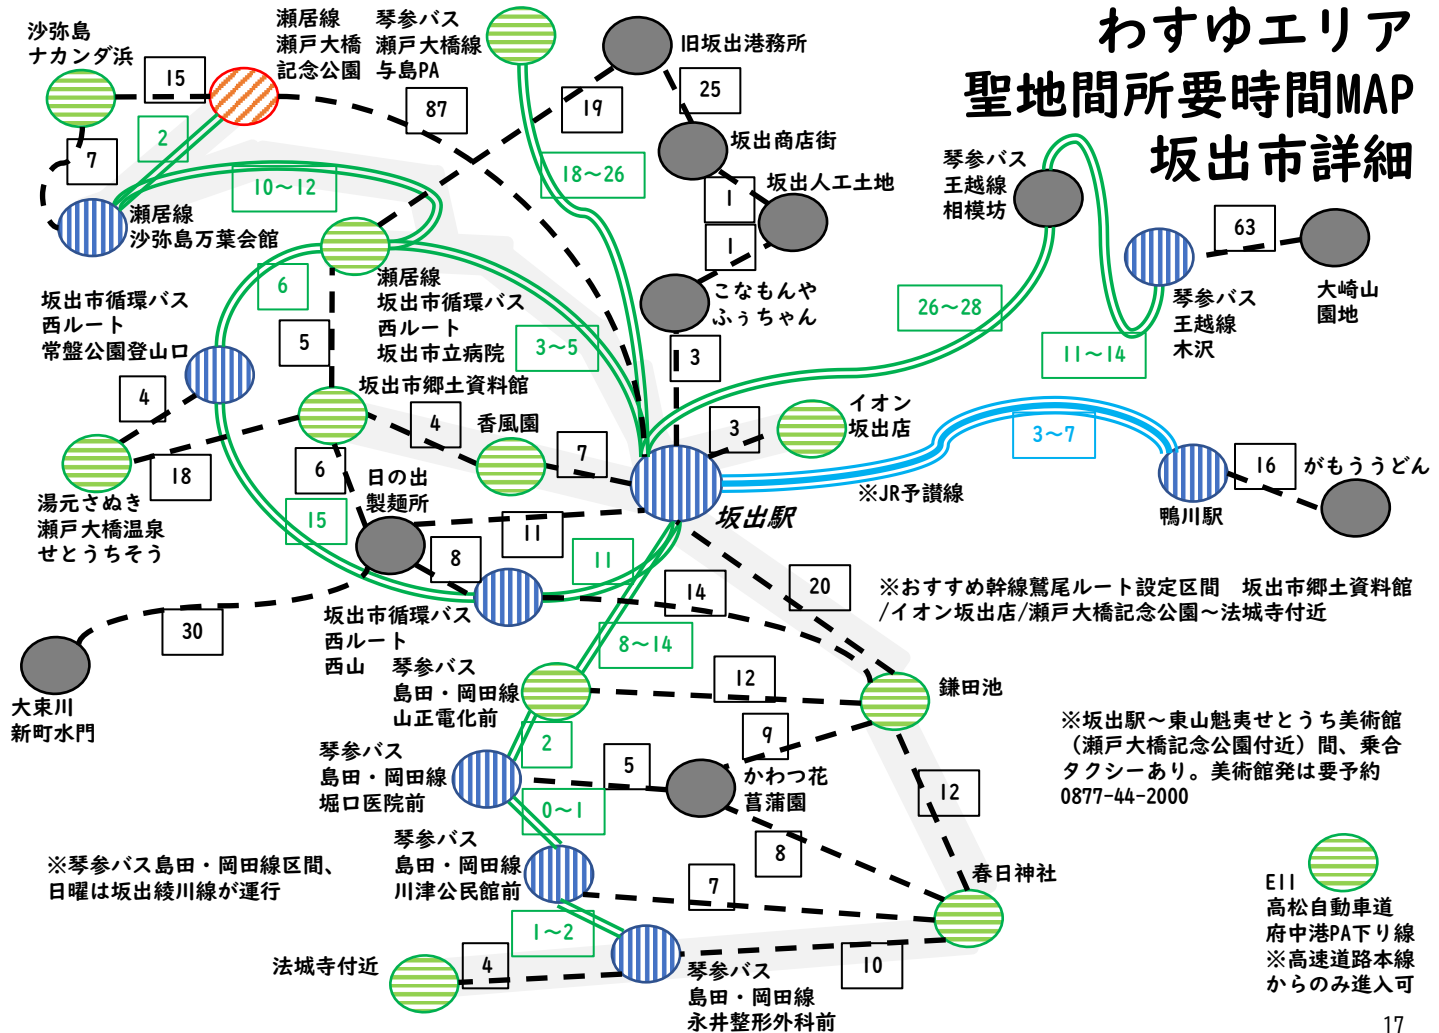 わすゆエリア
聖地間所要時間MAP
坂出市詳細
沙弥島
ナカンダ浜
瀬居線
瀬戸大橋
記念公園
琴参バス
瀬戸大橋線
与島PA
旧坂出港務所
15
87
19
25
2
7
坂出商店街
18～26
10～12
坂出人工土地
1
1
琴参バス
王越線
相模坊
63
瀬居線
沙弥島万葉会館
6
瀬居線
坂出市循環バス
西ルート
坂出市立病院
坂出市循環バス
西ルート
常盤公園登山口
こなもんや
ふぅちゃん
26～28
琴参バス
王越線
木沢
大崎山
園地
5
3～5
3
11～14
坂出市郷土資料館
4
4
香風園
3
イオン
坂出店
3～7
18
6
7
16
がもううどん
湯元さぬき
瀬戸大橋温泉
せとうちそう
日の出
製麺所
※JR予讃線
坂出駅
鴨川駅
15
11
8
11
14
20
※おすすめ幹線鷲尾ルート設定区間　坂出市郷土資料館
/イオン坂出店/瀬戸大橋記念公園～法城寺付近
30
坂出市循環バス
西ルート
西山
8～14
琴参バス
島田・岡田線
山正電化前
12
鎌田池
大束川
新町水門
2
9
※坂出駅～東山魁夷せとうち美術館
（瀬戸大橋記念公園付近）間、乗合
タクシーあり。美術館発は要予約
0877-44-2000
琴参バス
島田・岡田線
堀口医院前
5
かわつ花
菖蒲園
12
0～1
琴参バス
島田・岡田線
川津公民館前
8
※琴参バス島田・岡田線区間、
日曜は坂出綾川線が運行
7
春日神社
E11
高松自動車道
府中港PA下り線
※高速道路本線
からのみ進入可
1～2
法城寺付近
4
10
琴参バス
島田・岡田線
永井整形外科前
17